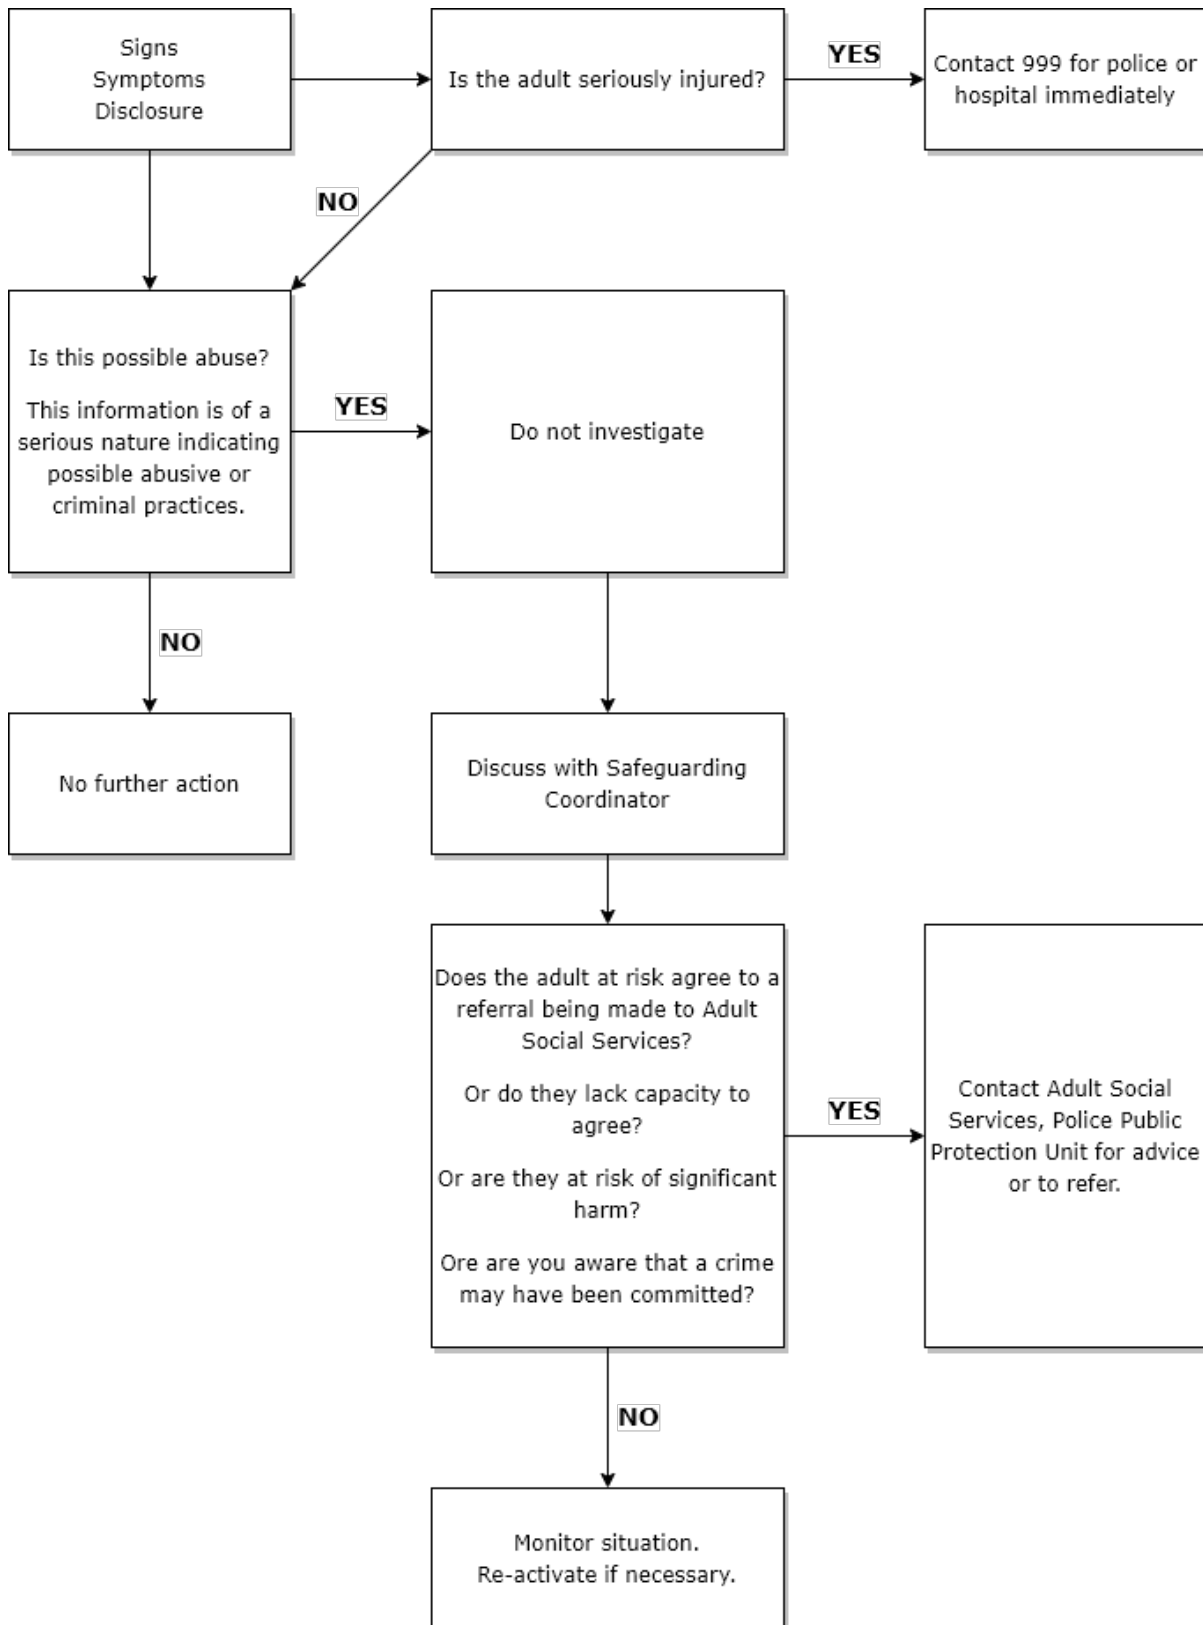 Signs
Symptoms
Disclosure
Is the adult seriously injured?
YES
Contact 999 for police or
hospital immediately
NO
Is this possible abuse?
This information is of a
serious nature indicating
possible abusive or
criminal practices.
YES
Do not investigate
NO
No further action
Discuss with Safeguarding
Coordinator
Does the adult at risk agree to a
referral being made to Adult
Social Services?
Or do they lack capacity to
agree?
Or are they at risk of significant
harm?
Ore are you aware that a crime
may have been committed?
YES
Contact Adult Social
Services, Police Public
Protection Unit for advice
or to refer.
NO
Monitor situation.
Re-activate if necessary.